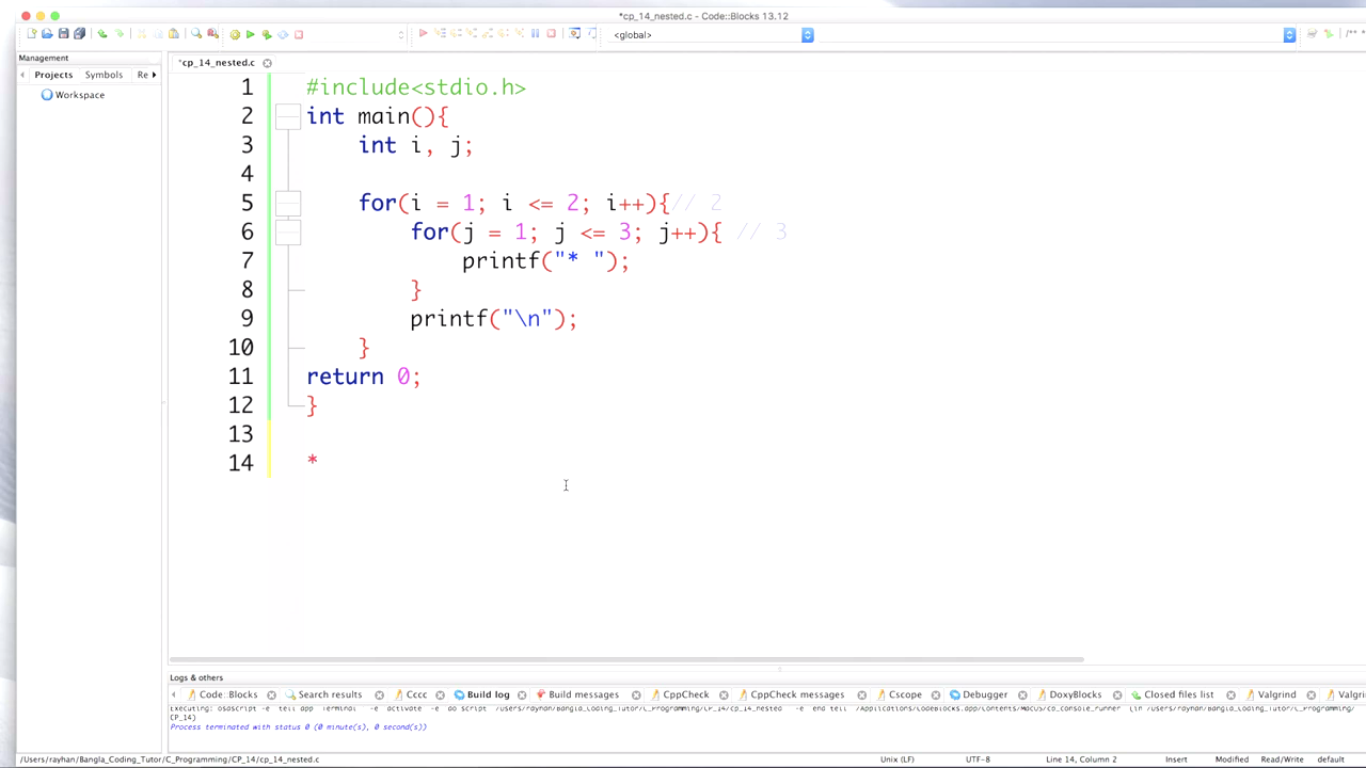 *cp_14_nested.c - Code::Blocks 13.12
<global>
/** *
Management
Projects Symbols Re
Workspace
*cp_14_nested.c
1 #include<stdio.h>
2 int main(){
3 int i, j;
4
5 for(i = 1; i <= 2; i++){// 2
6 for(j = 1; j <= 3; j++){ // 3
7 printf("* ");
8 }
9 printf("\n");
10 }
11 return 0;
12 }
13
14 *
Logs & others
Code::Blocks Search results Cccc Build log Build messages CppCheck CppCheck messages Cscope Debugger DoxyBlocks Closed files list Valgrind Valgri
Executing: osascript -e 'tell app "Terminal"' -e 'activate' -e 'do script "/Users/rayhan/Bangla_Coding_Tutor/C_Programming/CP_14/cp_14_nested" -e 'end tell' /Applications/CodeBlocks.app/Contents/MacOS/cb_console_runner (in /Users/rayhan/Bangla_Coding_Tutor/C_Programming/
CP_14)
Process terminated with status 0 (0 minute(s), 0 second(s))
/Users/rayhan/Bangla_Coding_Tutor/C_Programming/CP_14/cp_14_nested.c Unix (LF) UTF-8 Line 14, Column 2 Insert Modified Read/Write default